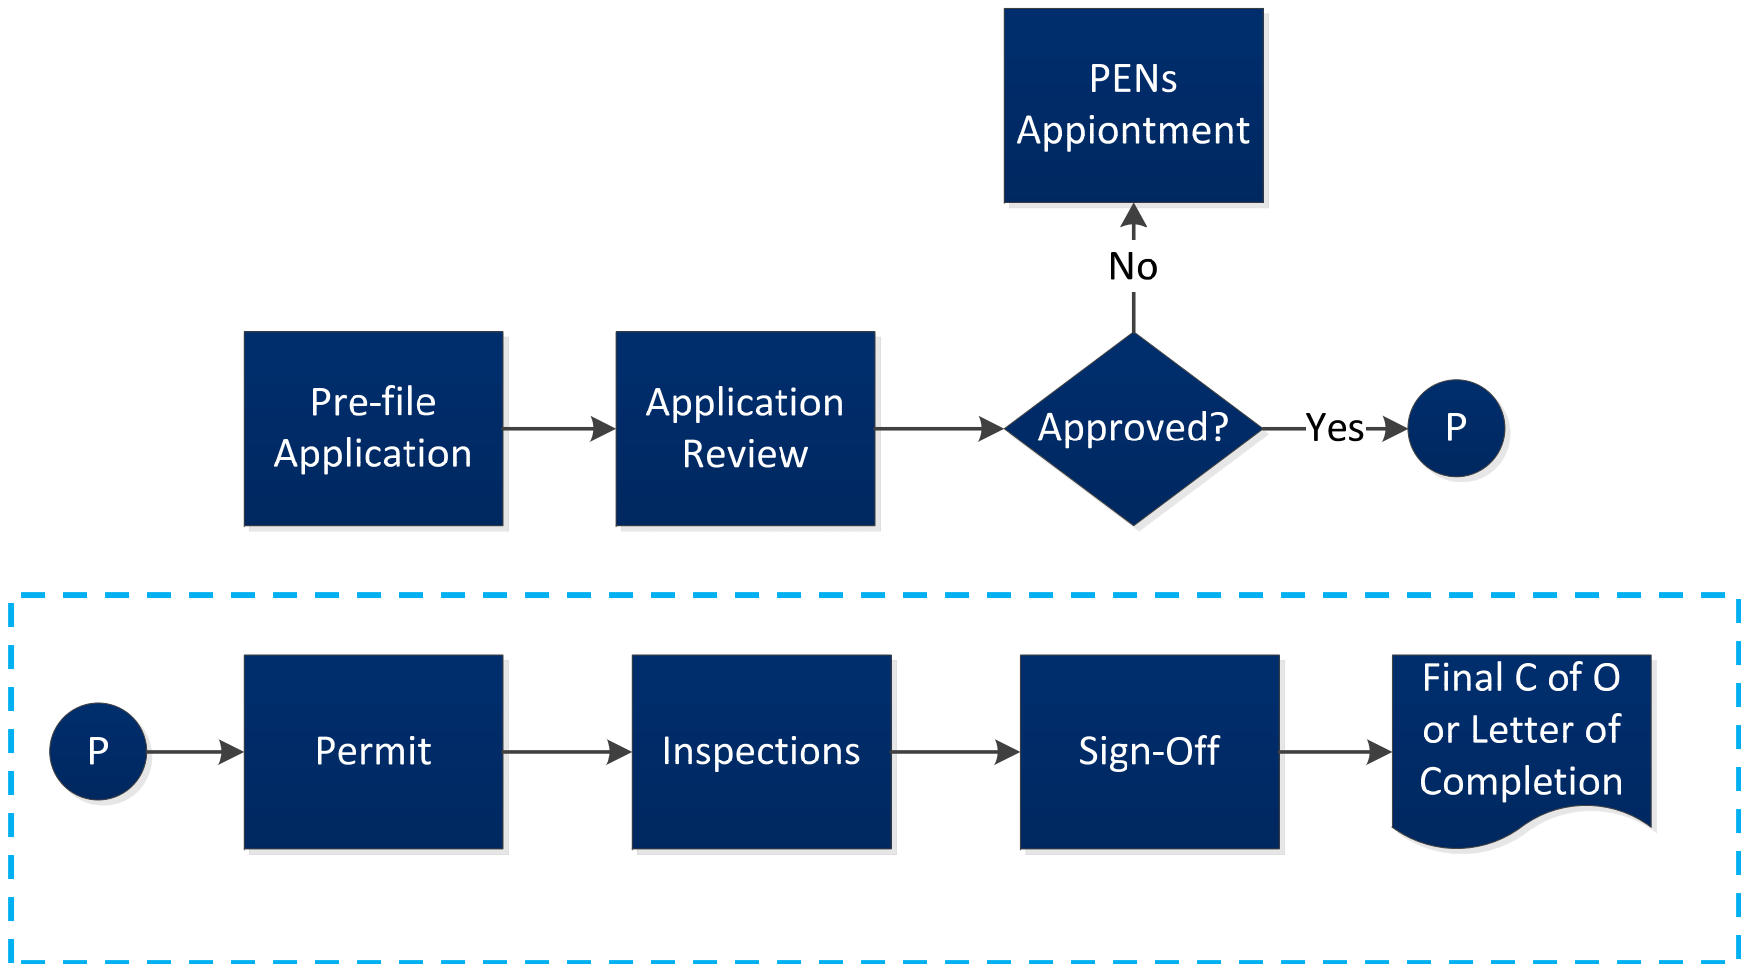 PENs
Appiontment
No
Pre-file
Application
Application
Review
Approved?
Yes
P
P
Permit
Inspections
Sign-Off
Final C of O
or Letter of
Completion